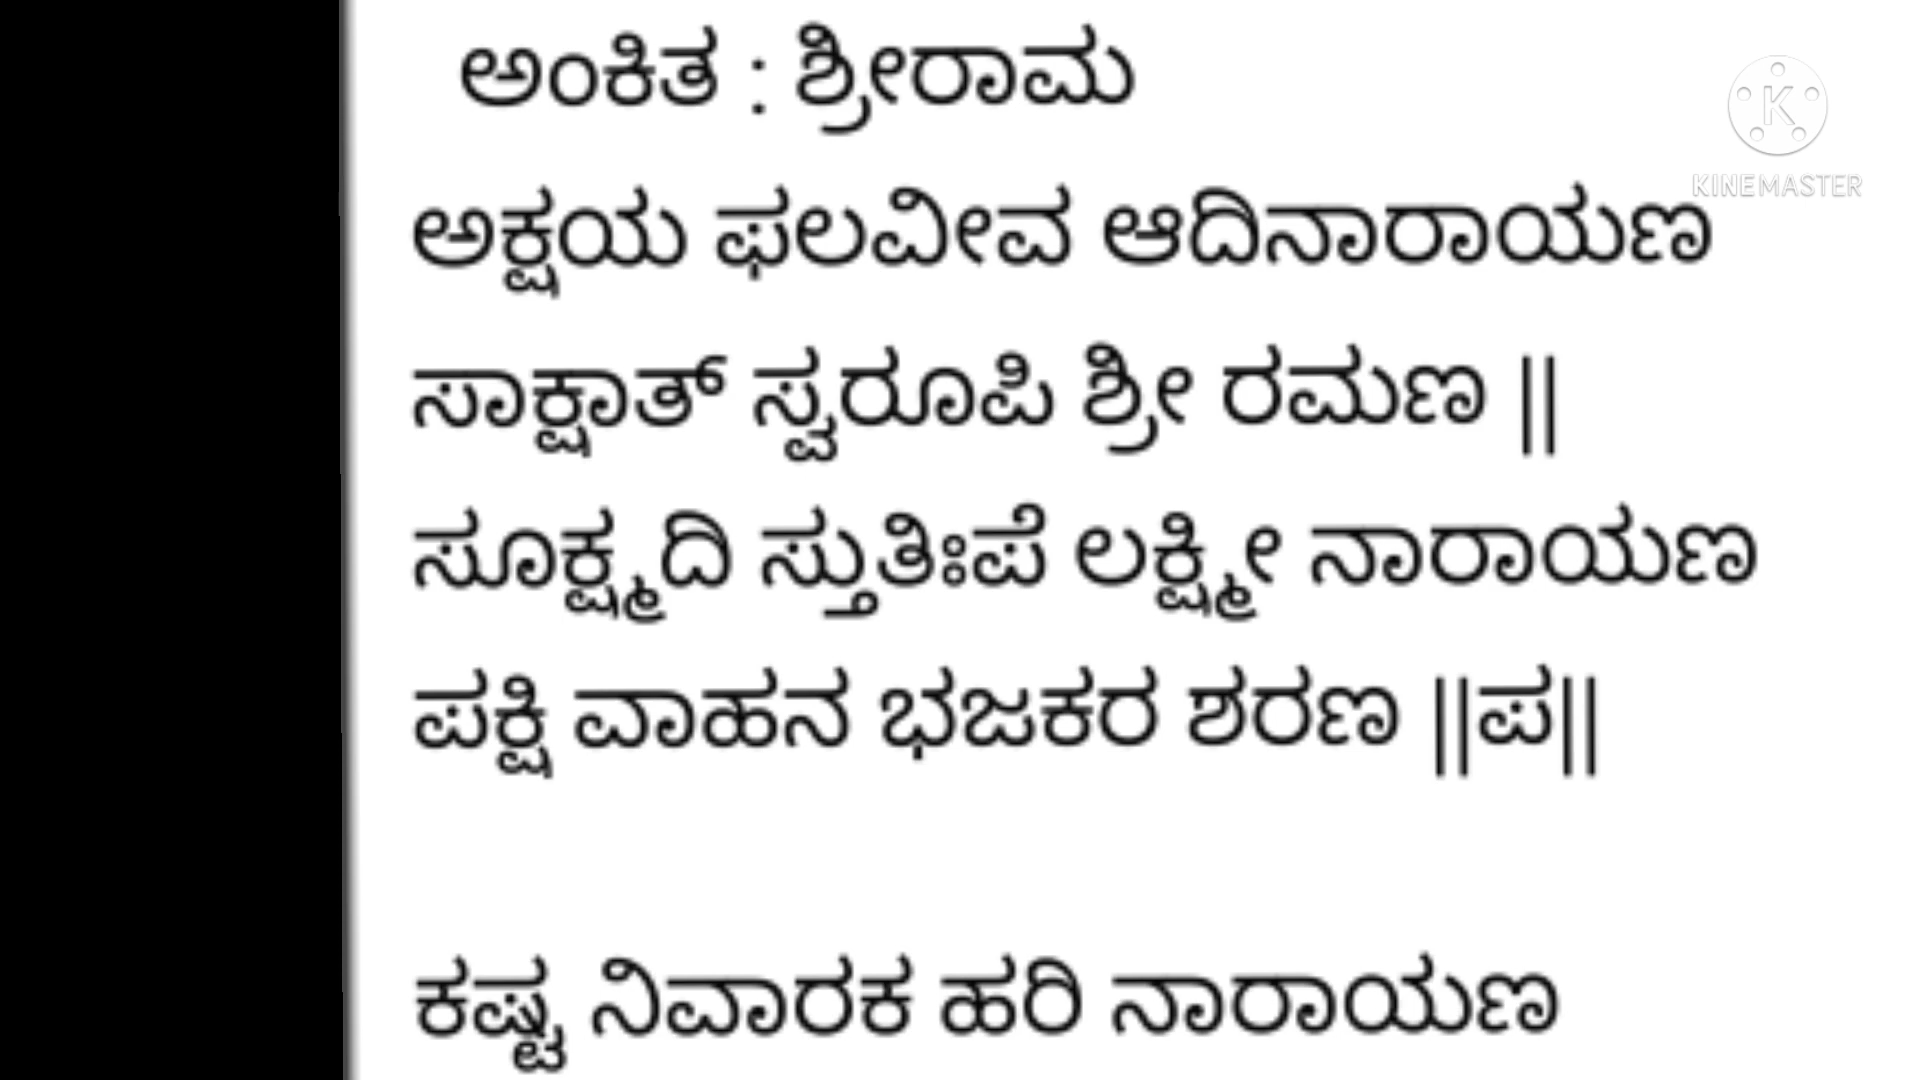 ಅಂಕಿತ : ಶ್ರೀರಾಮ
KINEMASTER
ಅಕ್ಷಯ ಫಲವೀವ ಆದಿನಾರಾಯಣ
ಸಾಕ್ಷಾತ್ ಸ್ವರೂಪಿ ಶ್ರೀ ರಮಣ ||
ಸೂಕ್ಷ್ಮದಿ ಸ್ತುತಿಃಪೆ ಲಕ್ಷ್ಮೀ ನಾರಾಯಣ
ಪಕ್ಷಿ ವಾಹನ ಭಜಕರ ಶರಣ ||ಪ||
ಕಷ್ಟ ನಿವಾರಕ ಹರಿ ನಾರಾಯಣ